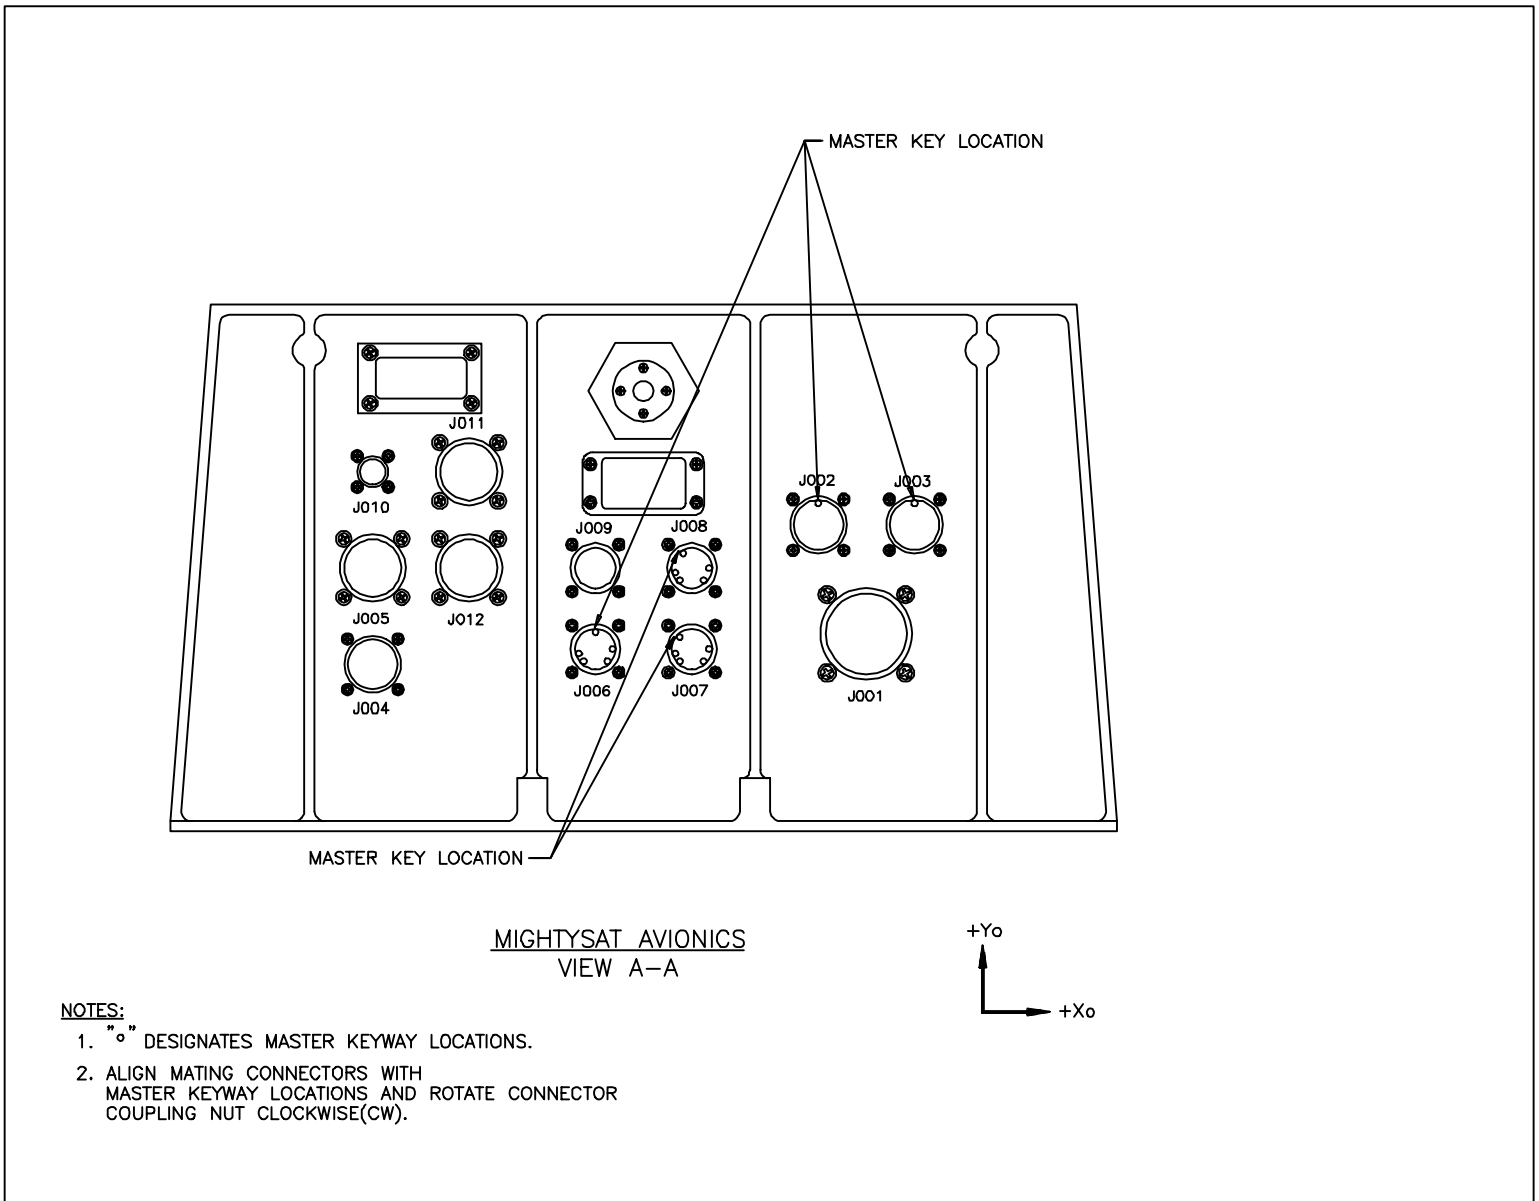 MASTER KEY LOCATION
J011
J010
J002
J003
J009
J008
J005
J012
J006
J007
J004
J001
MASTER KEY LOCATION
MIGHTYSAT AVIONICS
VIEW A-A
+Yo
+Xo
NOTES:
1. "o" DESIGNATES MASTER KEYWAY LOCATIONS.
2. ALIGN MATING CONNECTORS WITH
MASTER KEYWAY LOCATIONS AND ROTATE CONNECTOR
COUPLING NUT CLOCKWISE(CW).